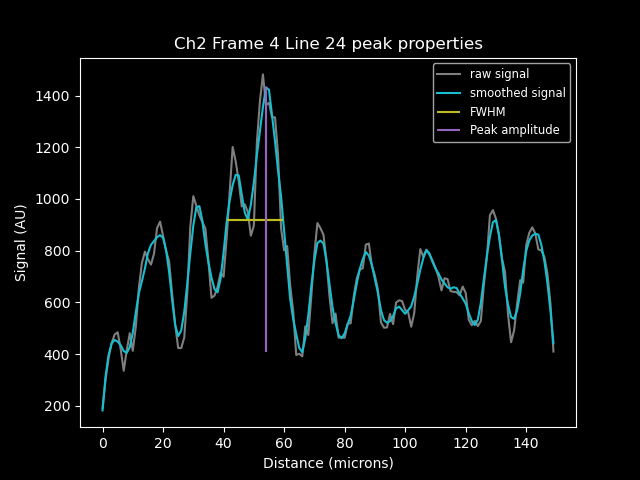 Ch2 Frame 4 Line 24 peak properties
raw signal
smoothed signal
FWHM
Peak amplitude
Signal (AU)
1400
1200
1000
800
600
400
200
0 20 40 60 80 100 120 140
Distance (microns)